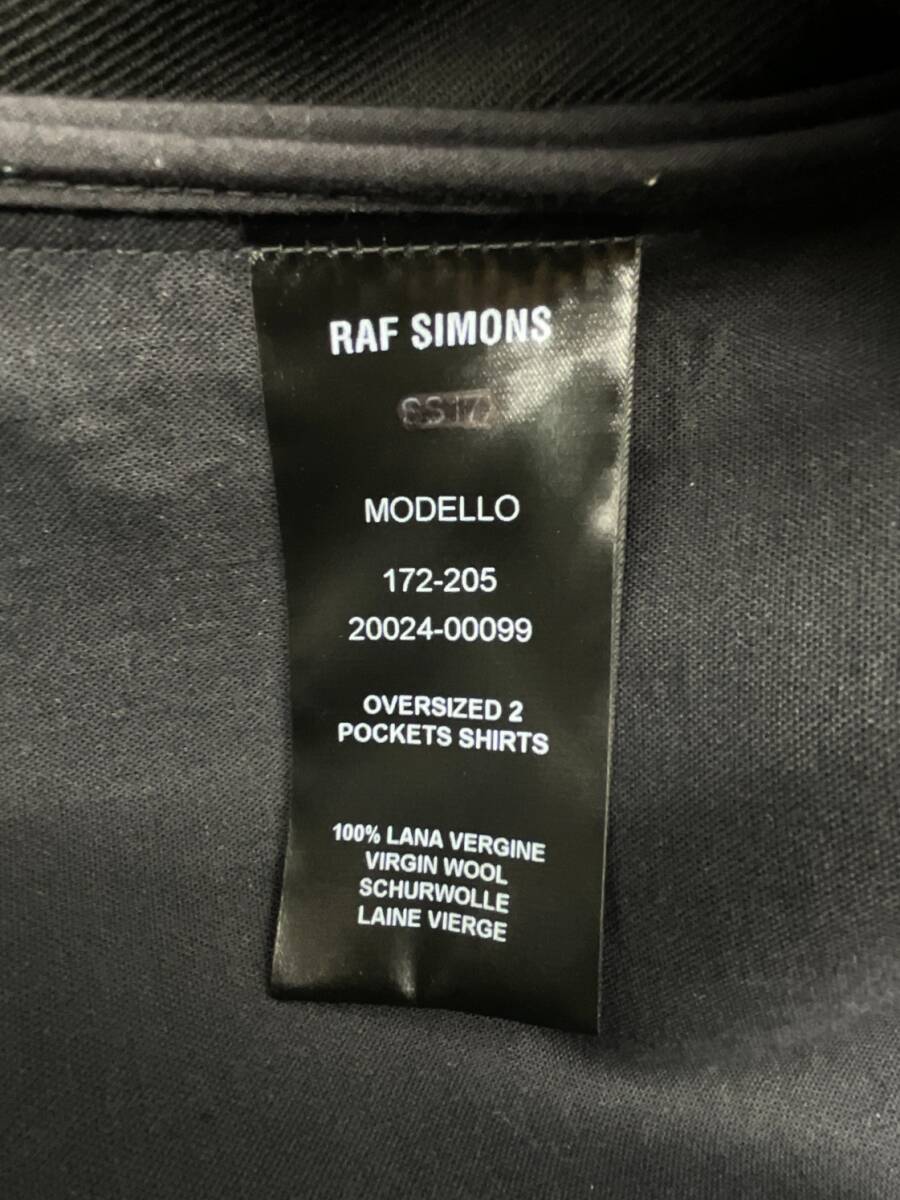 RAF SIMONS
SS17
MODELLO
172-205
20024-00099
OVERSIZED 2
POCKETS SHIRTS
100% LANA VERGINE
VIRGIN WOOL
SCHURWOLLE
LAINE VIERGE